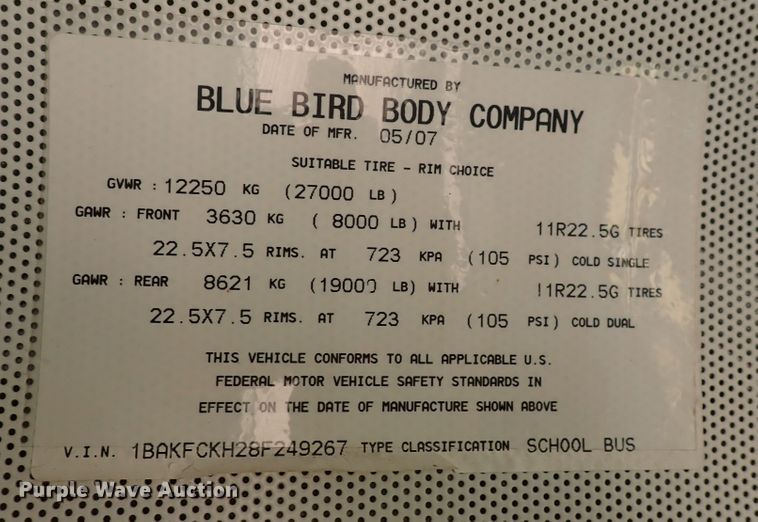 MANUFACTURED BY
BLUE BIRD BODY COMPANY
DATE OF MFR. 05/07
SUITABLE TIRE - RIM CHOICE
GVWR : 12250 KG (27000 LB)
GAWR : FRONT 3630 KG ( 8000 LB) WITH 11R22.5G TIRES
22.5X7.5 RIMS. AT 723 KPA (105 PSI) COLD SINGLE
GAWR : REAR 8621 KG (19000 LB) WITH 11R22.5G TIRES
22.5X7.5 RIMS. AT 723 KPA (105 PSI) COLD DUAL
THIS VEHICLE CONFORMS TO ALL APPLICABLE U.S.
FEDERAL MOTOR VEHICLE SAFETY STANDARDS IN
EFFECT ON THE DATE OF MANUFACTURE SHOWN ABOVE
V.I.N. 1BAKFCKH28F249267 TYPE CLASSIFICATION SCHOOL BUS
Purple Wave Auction